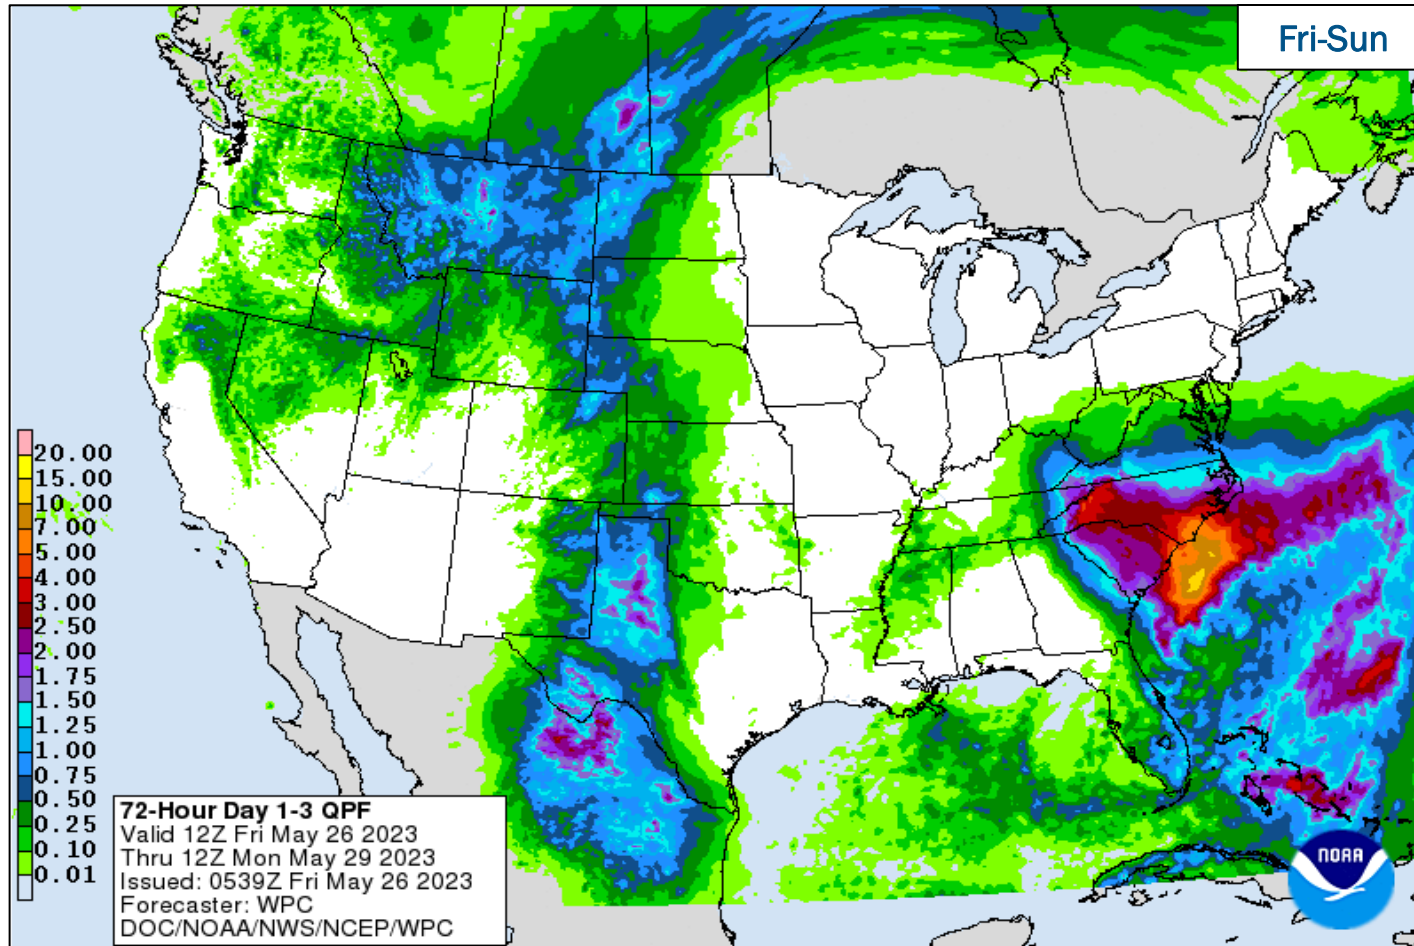 Fri-Sun
20.00
15.00
10.00
7.00
5.00
4.00
3.00
2.50
2.00
1.75
1.50
1.25
1.00
0.75
0.50
0.25
0.10
0.01
72-Hour Day 1-3 QPF
Valid 12Z Fri May 26 2023
Thru 12Z Mon May 29 2023
Issued: 0539Z Fri May 26 2023
Forecaster: WPC
DOC/NOAA/NWS/NCEP/WPC
NOAA